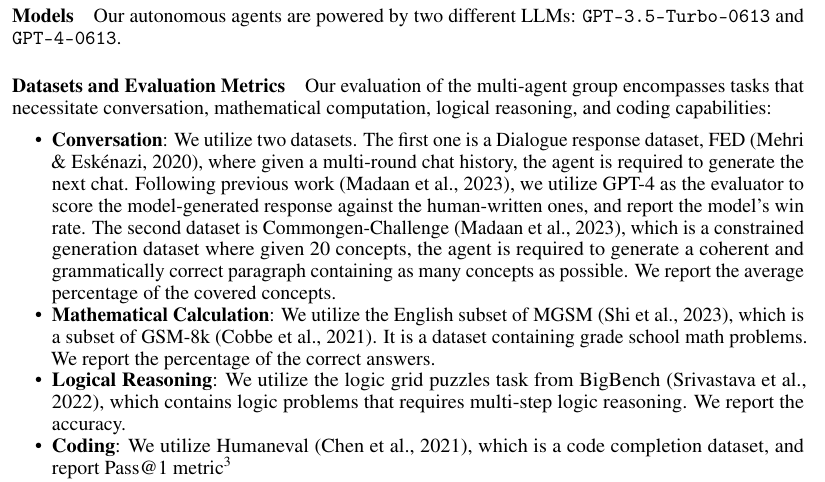 Models Our autonomous agents are powered by two different LLMs: GPT-3.5-Turbo-0613 and
GPT-4-0613.
Datasets and Evaluation Metrics Our evaluation of the multi-agent group encompasses tasks that
necessitate conversation, mathematical computation, logical reasoning, and coding capabilities:
• Conversation: We utilize two datasets. The first one is a Dialogue response dataset, FED (Mehri
& Eskénazi, 2020), where given a multi-round chat history, the agent is required to generate the
next chat. Following previous work (Madaan et al., 2023), we utilize GPT-4 as the evaluator to
score the model-generated response against the human-written ones, and report the model's win
rate. The second dataset is Commongen-Challenge (Madaan et al., 2023), which is a constrained
generation dataset where given 20 concepts, the agent is required to generate a coherent and
grammatically correct paragraph containing as many concepts as possible. We report the average
percentage of the covered concepts.
• Mathematical Calculation: We utilize the English subset of MGSM (Shi et al., 2023), which is
a subset of GSM-8k (Cobbe et al., 2021). It is a dataset containing grade school math problems.
We report the percentage of the correct answers.
• Logical Reasoning: We utilize the logic grid puzzles task from BigBench (Srivastava et al.,
2022), which contains logic problems that requires multi-step logic reasoning. We report the
accuracy.
• Coding: We utilize Humaneval (Chen et al., 2021), which is a code completion dataset, and
report Pass@1 metric³